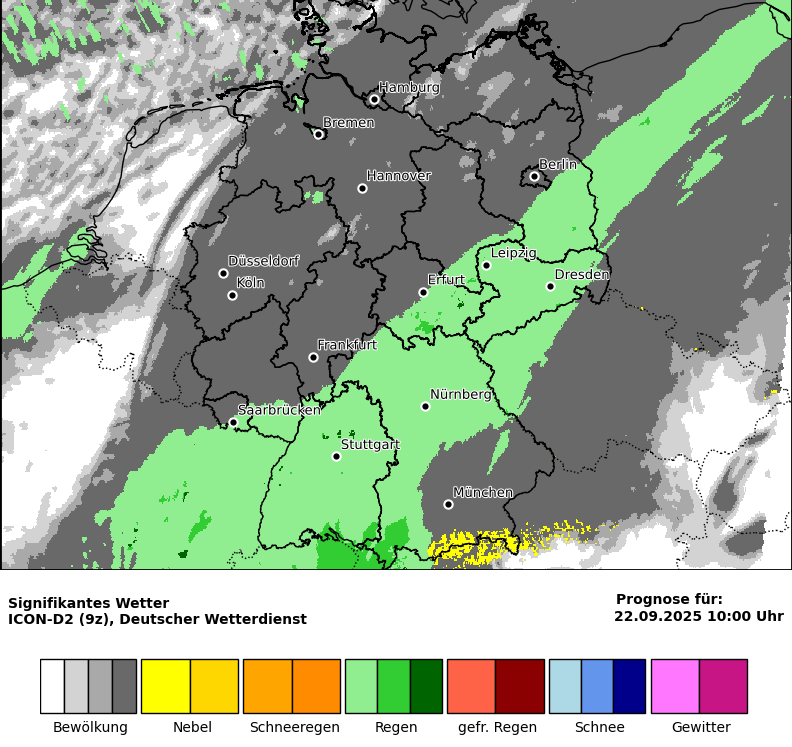 Hamburg
Bremen
Berlin
Hannover
Leipzig
Düsseldorf
Dresden
Köln
Erfurt
Frankfurt
Nürnberg
Saarbrücken
Stuttgart
München
Signifikantes Wetter
ICON-D2 (9z), Deutscher Wetterdienst
Prognose für:
22.09.2025 10:00 Uhr
Bewölkung Nebel Schneeregen Regen gefr. Regen Schnee Gewitter